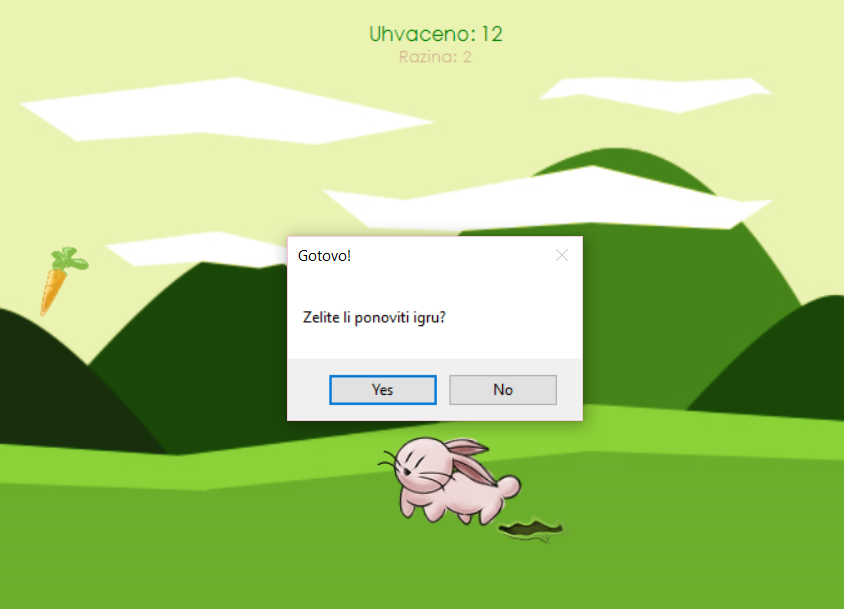 Uhvaceno: 12
Razina: 2
Gotovo!
Zelite li ponoviti igru?
Yes
No